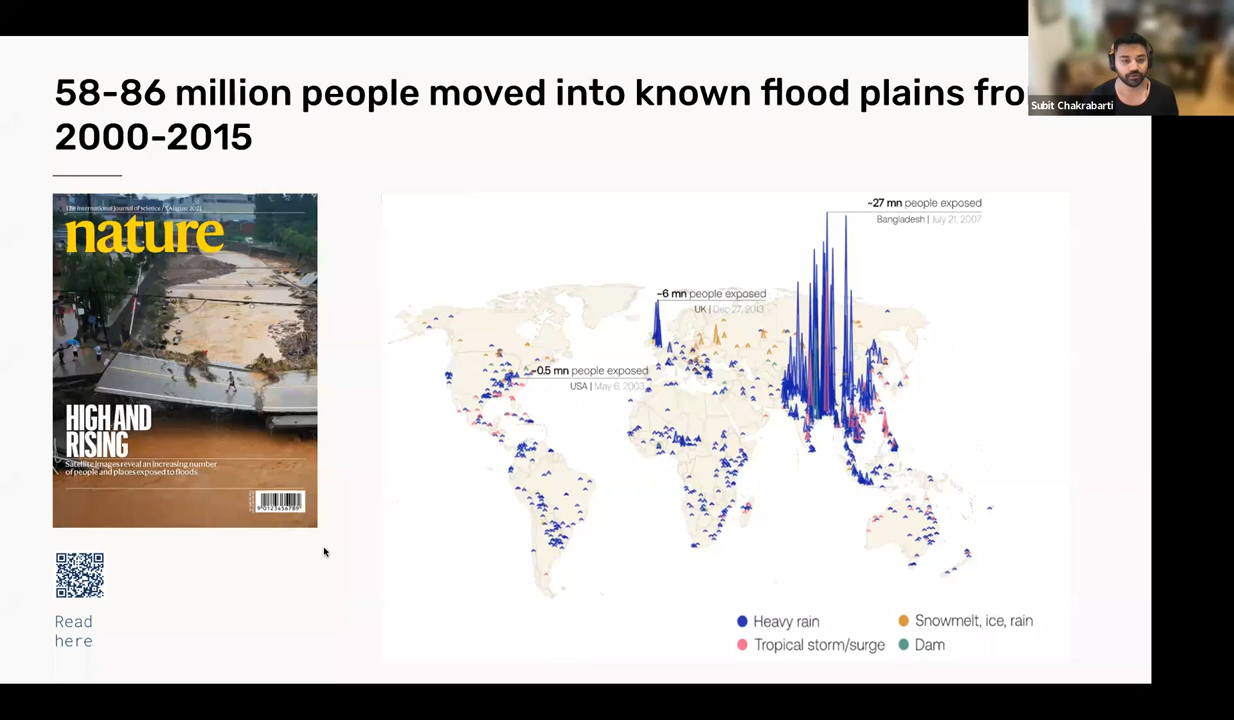 58-86 million people moved into known flood plains fro
2000-2015
Subit Chakrabarti
The international journal of science /
nature
HIGH AND
RISING
Satellite images reveal an increasing number
of people and places exposed to floods.
~27 mn people exposed
Bangladesh | July 21, 2007
~6 mn people exposed
UK | Dec 27, 2013
~0.5 mn people exposed
USA | May 6, 2003
Heavy rain
Snowmelt, ice, rain
Tropical storm/surge
Dam
Read
here